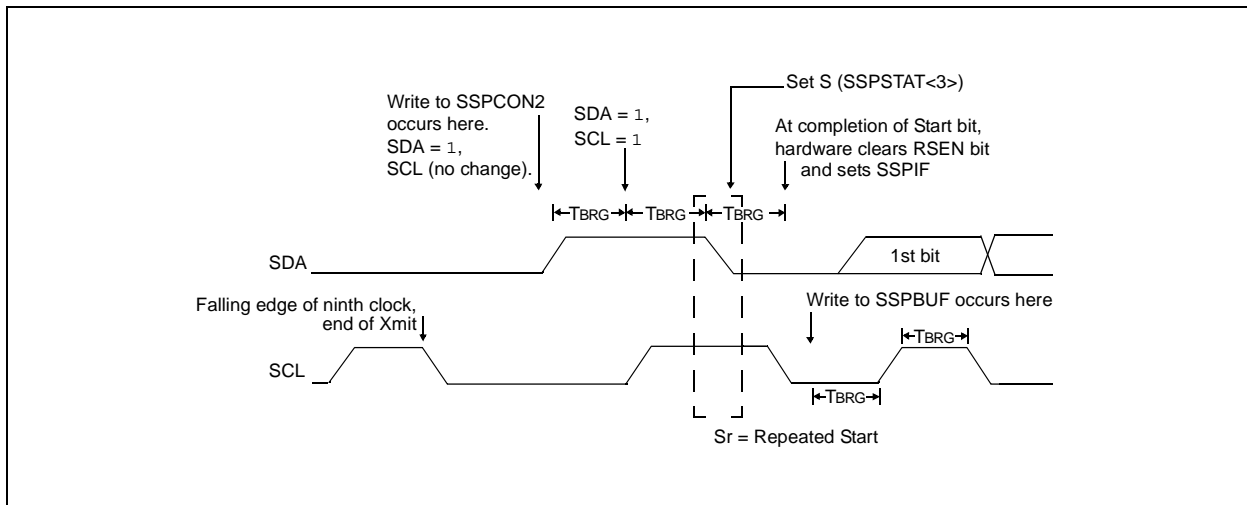 Set S (SSPSTAT<3>)
Write to SSPCON2
occurs here.
SDA = 1,
SCL (no change).
SDA = 1,
SCL = 1
At completion of Start bit,
hardware clears RSEN bit
and sets SSPIF
TBRG
TBRG
TBRG
SDA
1st bit
Falling edge of ninth clock,
end of Xmit
Write to SSPBUF occurs here
TBRG
SCL
TBRG
Sr = Repeated Start